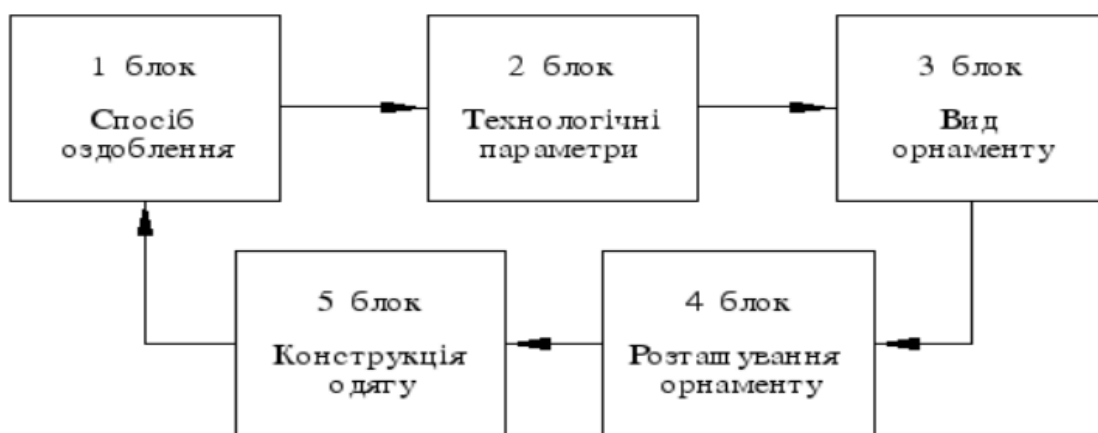 1 блок
Спосіб
оздоблення
2 блок
Технологічні
параметри
3 блок
Вид
орнаменту
4 блок
Розташування
орнаменту
5 блок
Конструкція
одягу